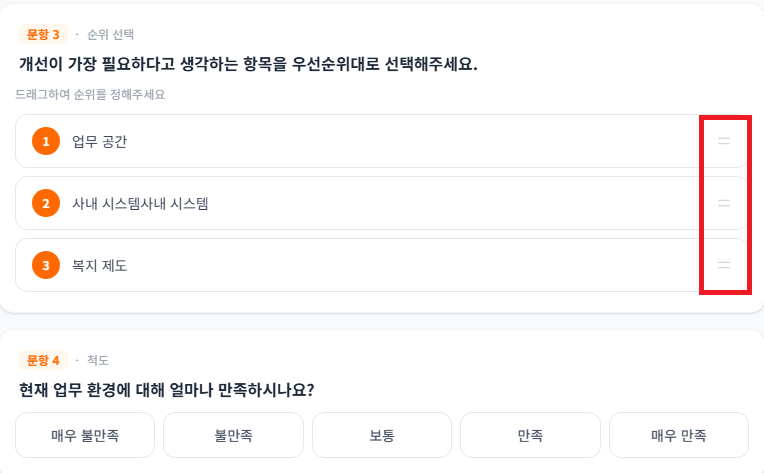 문항 3 · 순위 선택
개선이 가장 필요하다고 생각하는 항목을 우선순위대로 선택해주세요.
드래그하여 순위를 정해주세요
1 업무 공간
2 사내 시스템사내 시스템
3 복지 제도
문항 4 · 척도
현재 업무 환경에 대해 얼마나 만족하시나요?
매우 불만족 불만족 보통 만족 매우 만족